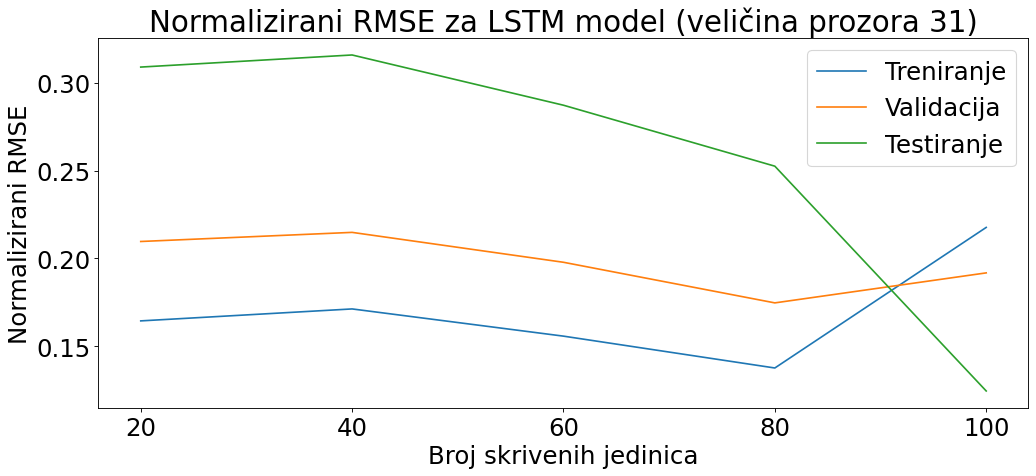 Normalizirani RMSE za LSTM model (veličina prozora 31)
Treniranje
Validacija
Testiranje
Normalizirani RMSE
0.30
0.25
0.20
0.15
20 40 60 80 100
Broj skrivenih jedinica